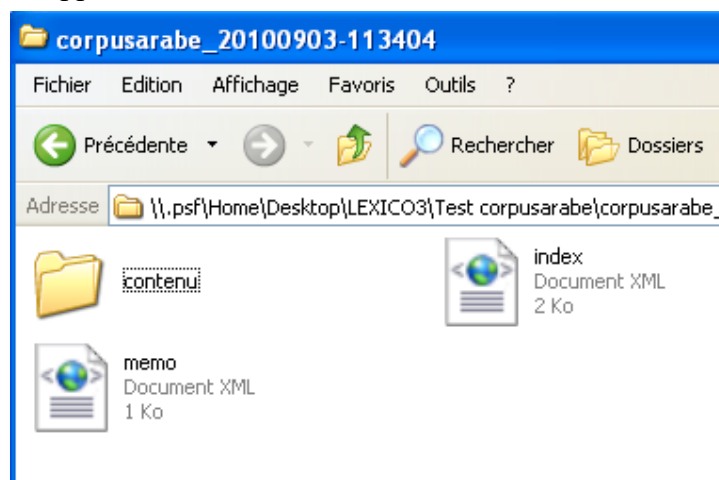 corpusarabe_20100903-113404
Fichier Edition Affichage Favoris Outils ?
Précédente Rechercher Dossiers
Adresse \\.psf\Home\Desktop\LEXICO3\Test corpusarabe\corpusarabe_
contenu
index
Document XML
2 Ko
memo
Document XML
1 Ko